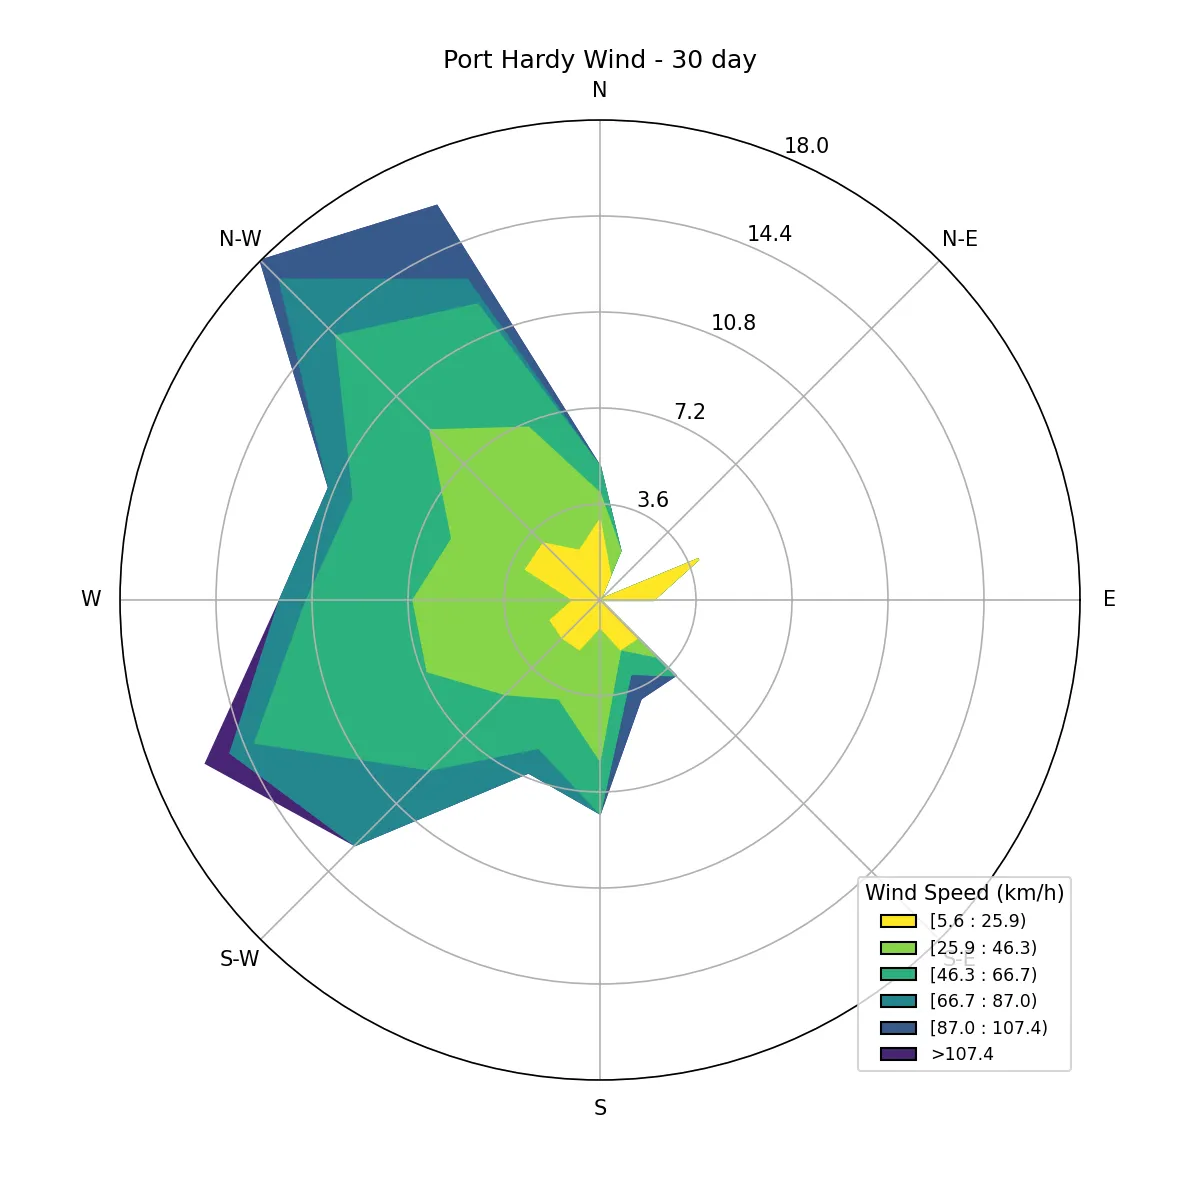 Port Hardy Wind - 30 day
N
18.0
N-W
14.4
N-E
10.8
7.2
3.6
W
E
S-W
S-E
S
Wind Speed (km/h)
[5.6 : 25.9)
[25.9 : 46.3)
[46.3 : 66.7)
[66.7 : 87.0)
[87.0 : 107.4)
>107.4